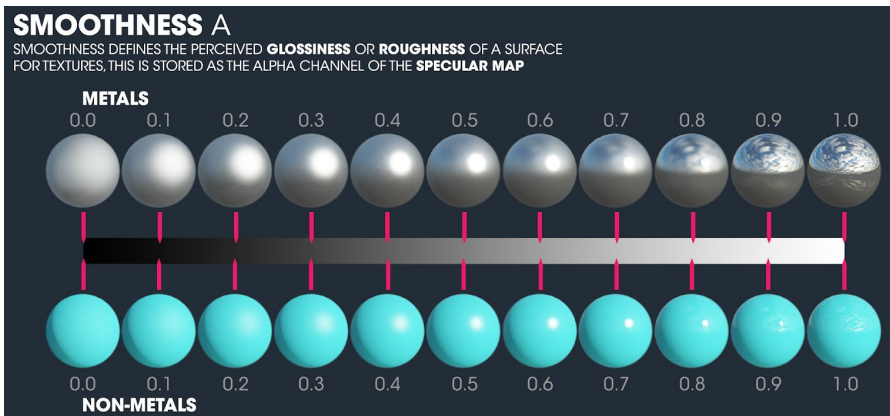 SMOOTHNESS A
SMOOTHNESS DEFINES THE PERCEIVED GLOSSINESS OR ROUGHNESS OF A SURFACE
FOR TEXTURES, THIS IS STORED AS THE ALPHA CHANNEL OF THE SPECULAR MAP
METALS
0.0 0.1 0.2 0.3 0.4 0.5 0.6 0.7 0.8 0.9 1.0
0.0 0.1 0.2 0.3 0.4 0.5 0.6 0.7 0.8 0.9 1.0
NON-METALS